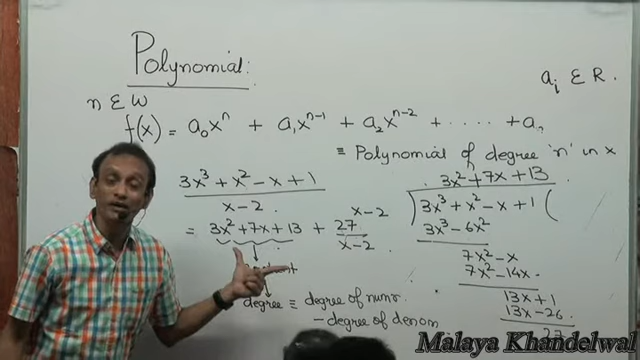 Polynomial:
a_i ∈ R.
n ∈ W
f(x) = a₀xⁿ + a₁xⁿ⁻¹ + a₂xⁿ⁻² + ..... + aₙ
≡ Polynomial of degree 'n' in x
3x³ + x² - x + 1
x - 2
= 3x² + 7x + 13 + 27
x - 2
degree ≡ degree of numr
- degree of denom
3x² + 7x + 13
x - 2 ) 3x³ + x² - x + 1 (
3x³ - 6x²
7x² - x
7x² - 14x
13x + 1
13x - 26
27
Malaya Khandelwal